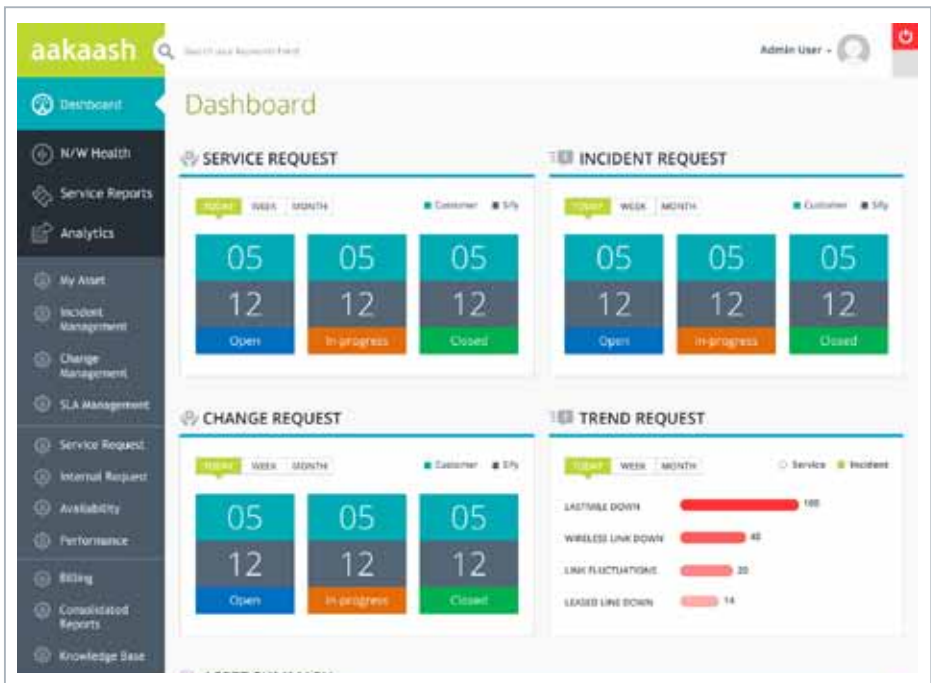 aakaash
Search your keywords here
Admin User
Dashboard
N/W Health
Service Reports
Analytics
My Asset
Incident
Management
Change
Management
SLA Management
Service Request
Internal Request
Availability
Performance
Billing
Consolidated
Reports
Knowledge Base
Dashboard
SERVICE REQUEST
TODAY WEEK MONTH Customer Sify
05 05 05
12 12 12
Open In-progress Closed
INCIDENT REQUEST
TODAY WEEK MONTH Customer Sify
05 05 05
12 12 12
Open In-progress Closed
CHANGE REQUEST
TODAY WEEK MONTH Customer Sify
05 05 05
12 12 12
Open In-progress Closed
TREND REQUEST
TODAY WEEK MONTH Service Incident
LASTMILE DOWN
WIRELESS LINK DOWN 40
LINK FLUCTUATIONS 20
LEASED LINE DOWN 14